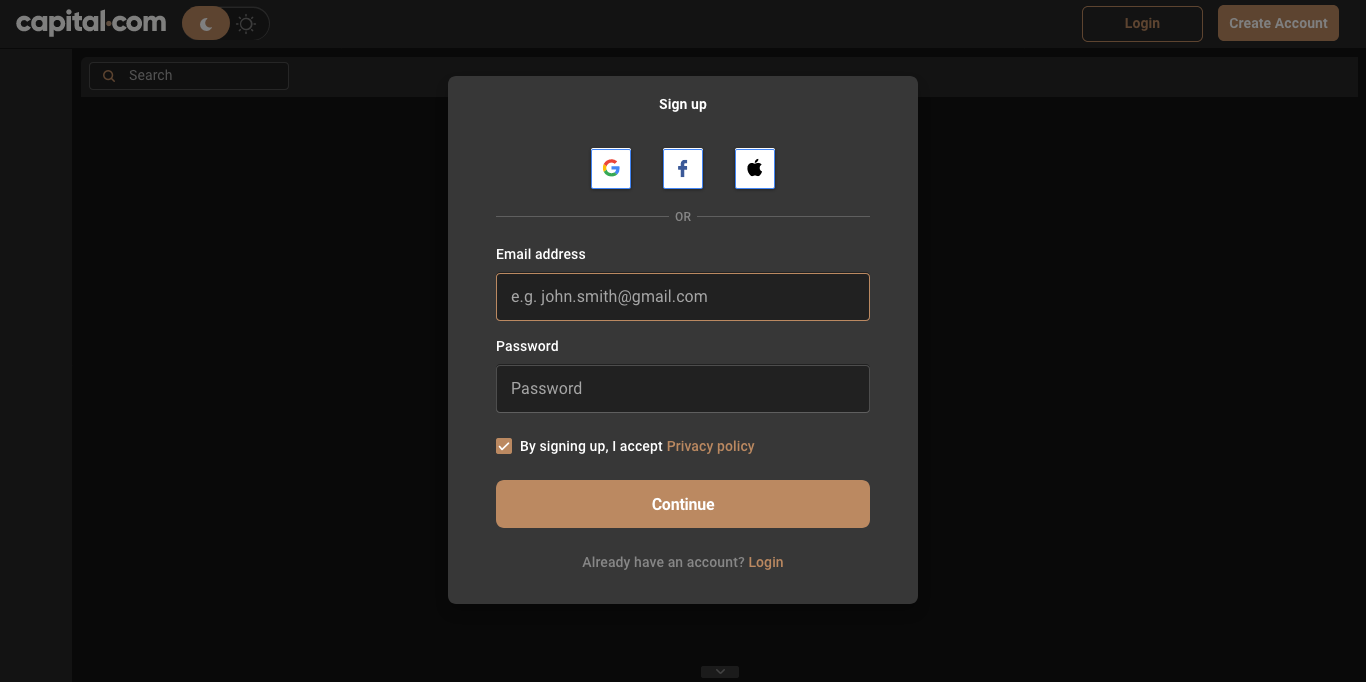 capital.com
Login
Create Account
Search
Sign up
OR
Email address
e.g. john.smith@gmail.com
Password
Password
By signing up, I accept Privacy policy
Continue
Already have an account? Login